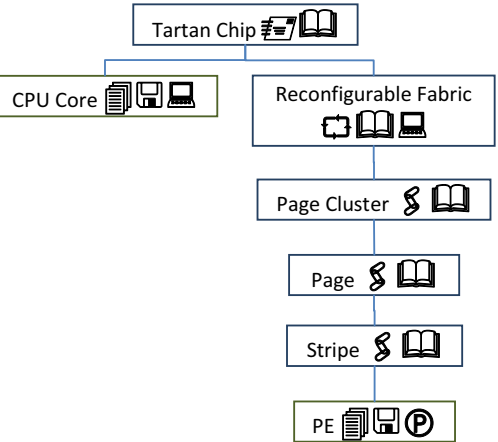 Tartan Chip
CPU Core
Reconfigurable Fabric
Page Cluster
Page
Stripe
PE Ⓟ